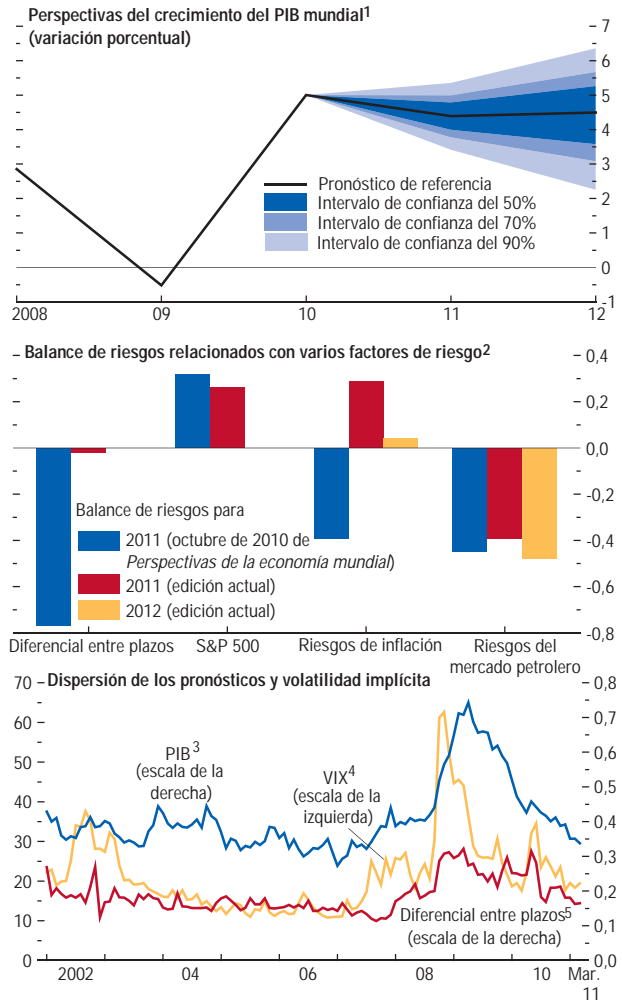 Perspectivas del crecimiento del PIB mundial1
(variación porcentual)
7
6
5
4
3
2
1
0
-1
Pronóstico de referencia
Intervalo de confianza del 50%
Intervalo de confianza del 70%
Intervalo de confianza del 90%
2008 09 10 11 12
Balance de riesgos relacionados con varios factores de riesgo2
0,4
0,2
0,0
-0,2
-0,4
-0,6
-0,8
Balance de riesgos para
2011 (octubre de 2010 de
Perspectivas de la economía mundial)
2011 (edición actual)
2012 (edición actual)
Diferencial entre plazos S&P 500 Riesgos de inflación Riesgos del
mercado petrolero
Dispersión de los pronósticos y volatilidad implícita
70
60
50
40
30
20
10
0
0,8
0,7
0,6
0,5
0,4
0,3
0,2
0,1
0,0
PIB3
(escala de la
derecha)
VIX4
(escala de la
izquierda)
Diferencial entre plazos5
(escala de la derecha)
2002 04 06 08 10 Mar.
11